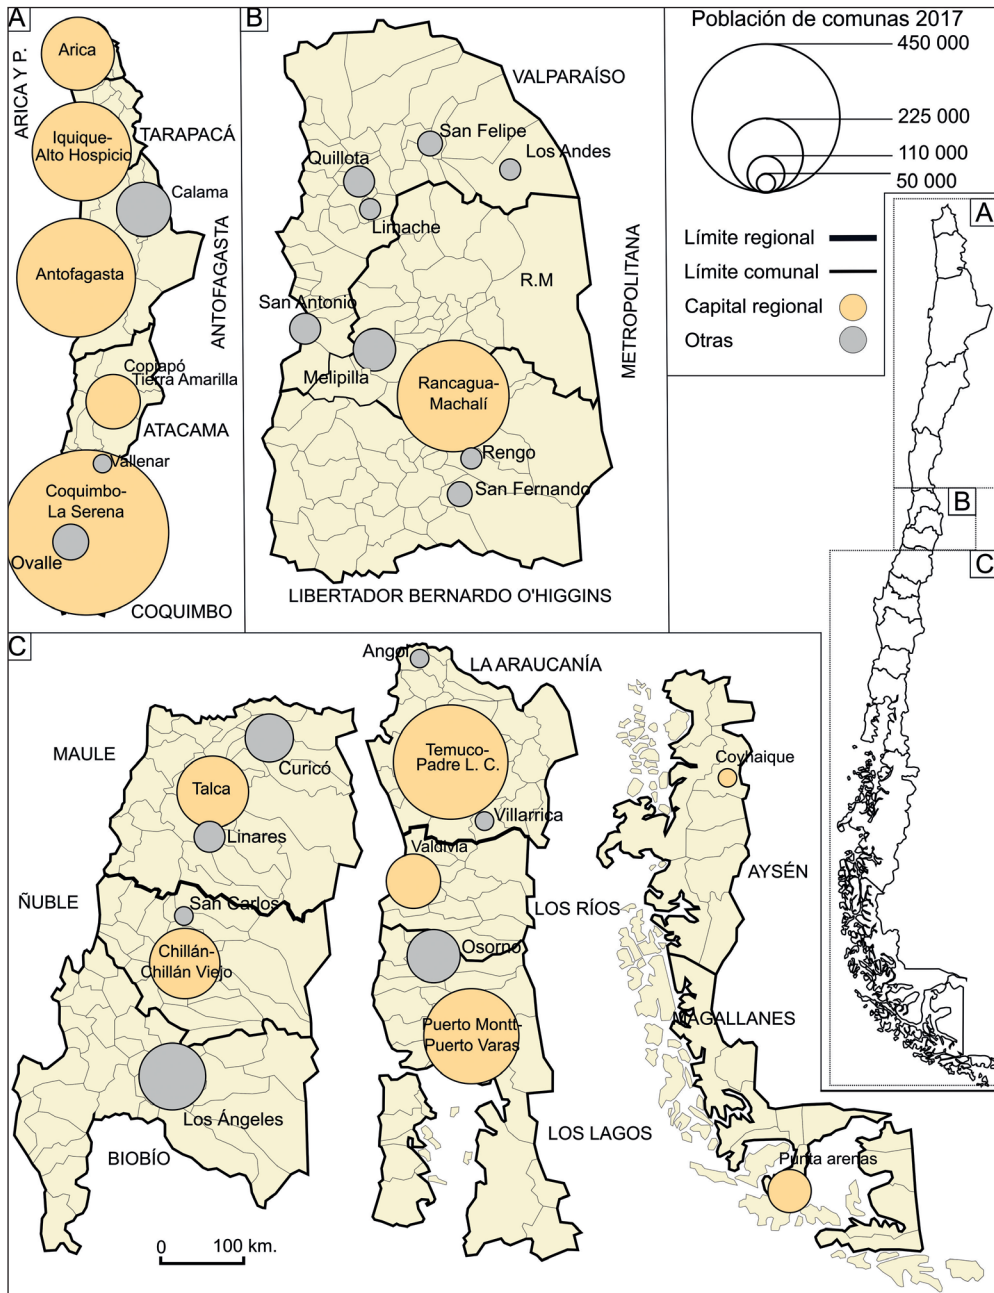 A
Arica
ARICA Y P.
Iquique-
Alto Hospicio
TARAPACÁ
Calama
Antofagasta
ANTOFAGASTA
Copiapó
Tierra Amarilla
ATACAMA
Vallenar
Coquimbo-
La Serena
Ovalle
COQUIMBO
B
VALPARAÍSO
San Felipe
Los Andes
Quillota
Limache
R.M
METROPOLITANA
San Antonio
Melipilla
Rancagua-
Machalí
Rengo
San Fernando
LIBERTADOR BERNARDO O'HIGGINS
Población de comunas 2017
450 000
225 000
110 000
50 000
Límite regional
Límite comunal
Capital regional
Otras
A
B
C
C
MAULE
Curicó
Talca
Linares
ÑUBLE
San Carlos
Chillán-
Chillán Viejo
Los Ángeles
BIOBÍO
0 100 km.
Angol
LA ARAUCANÍA
Temuco-
Padre L. C.
Villarrica
Valdivia
LOS RÍOS
Osorno
Puerto Montt-
Puerto Varas
LOS LAGOS
Coyhaique
AYSÉN
MAGALLANES
Punta arenas